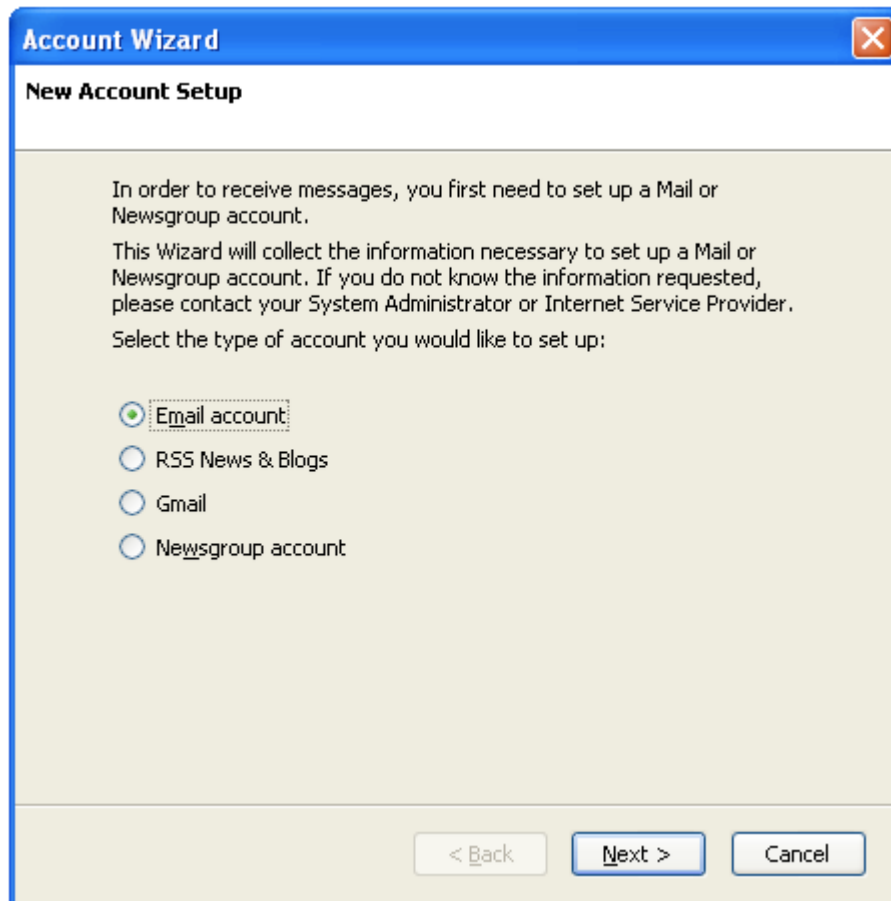 Account Wizard
New Account Setup
In order to receive messages, you first need to set up a Mail or
Newsgroup account.
This Wizard will collect the information necessary to set up a Mail or
Newsgroup account. If you do not know the information requested,
please contact your System Administrator or Internet Service Provider.
Select the type of account you would like to set up:
Email account
RSS News & Blogs
Gmail
Newsgroup account
< Back Next > Cancel